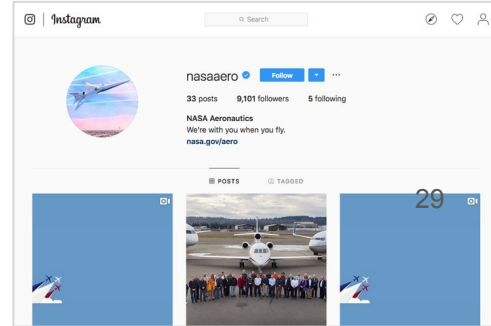 Instagram
Search
nasaaero Follow
33 posts 9,101 followers 5 following
NASA Aeronautics
We're with you when you fly.
nasa.gov/aero
POSTS TAGGED
29